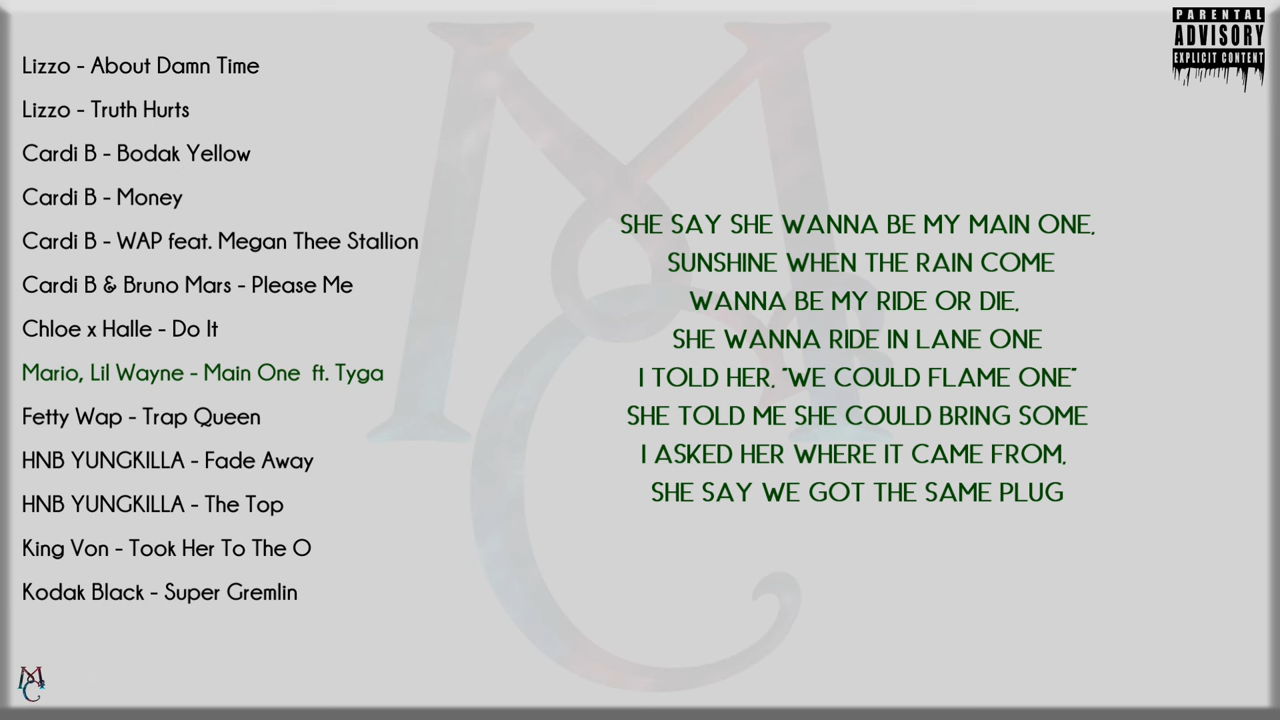 PARENTAL
ADVISORY
EXPLICIT CONTENT
Lizzo - About Damn Time
Lizzo - Truth Hurts
Cardi B - Bodak Yellow
Cardi B - Money
Cardi B - WAP feat. Megan Thee Stallion
Cardi B & Bruno Mars - Please Me
Chloe x Halle - Do It
Mario, Lil Wayne - Main One  ft. Tyga
Fetty Wap - Trap Queen
HNB YUNGKILLA - Fade Away
HNB YUNGKILLA - The Top
King Von - Took Her To The O
Kodak Black - Super Gremlin
SHE SAY SHE WANNA BE MY MAIN ONE,
SUNSHINE WHEN THE RAIN COME
WANNA BE MY RIDE OR DIE,
SHE WANNA RIDE IN LANE ONE
I TOLD HER, "WE COULD FLAME ONE"
SHE TOLD ME SHE COULD BRING SOME
I ASKED HER WHERE IT CAME FROM,
SHE SAY WE GOT THE SAME PLUG
MC